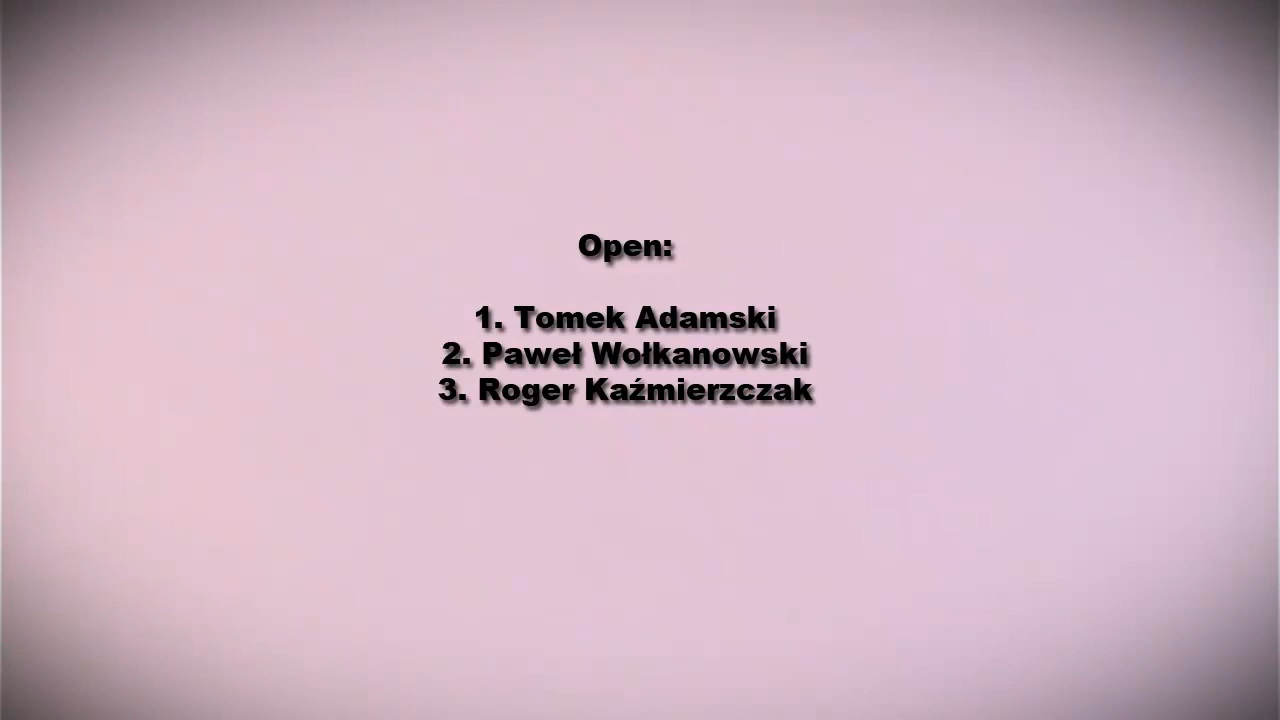 Open:
1. Tomek Adamski
2. Paweł Wołkanowski
3. Roger Kaźmierzczak